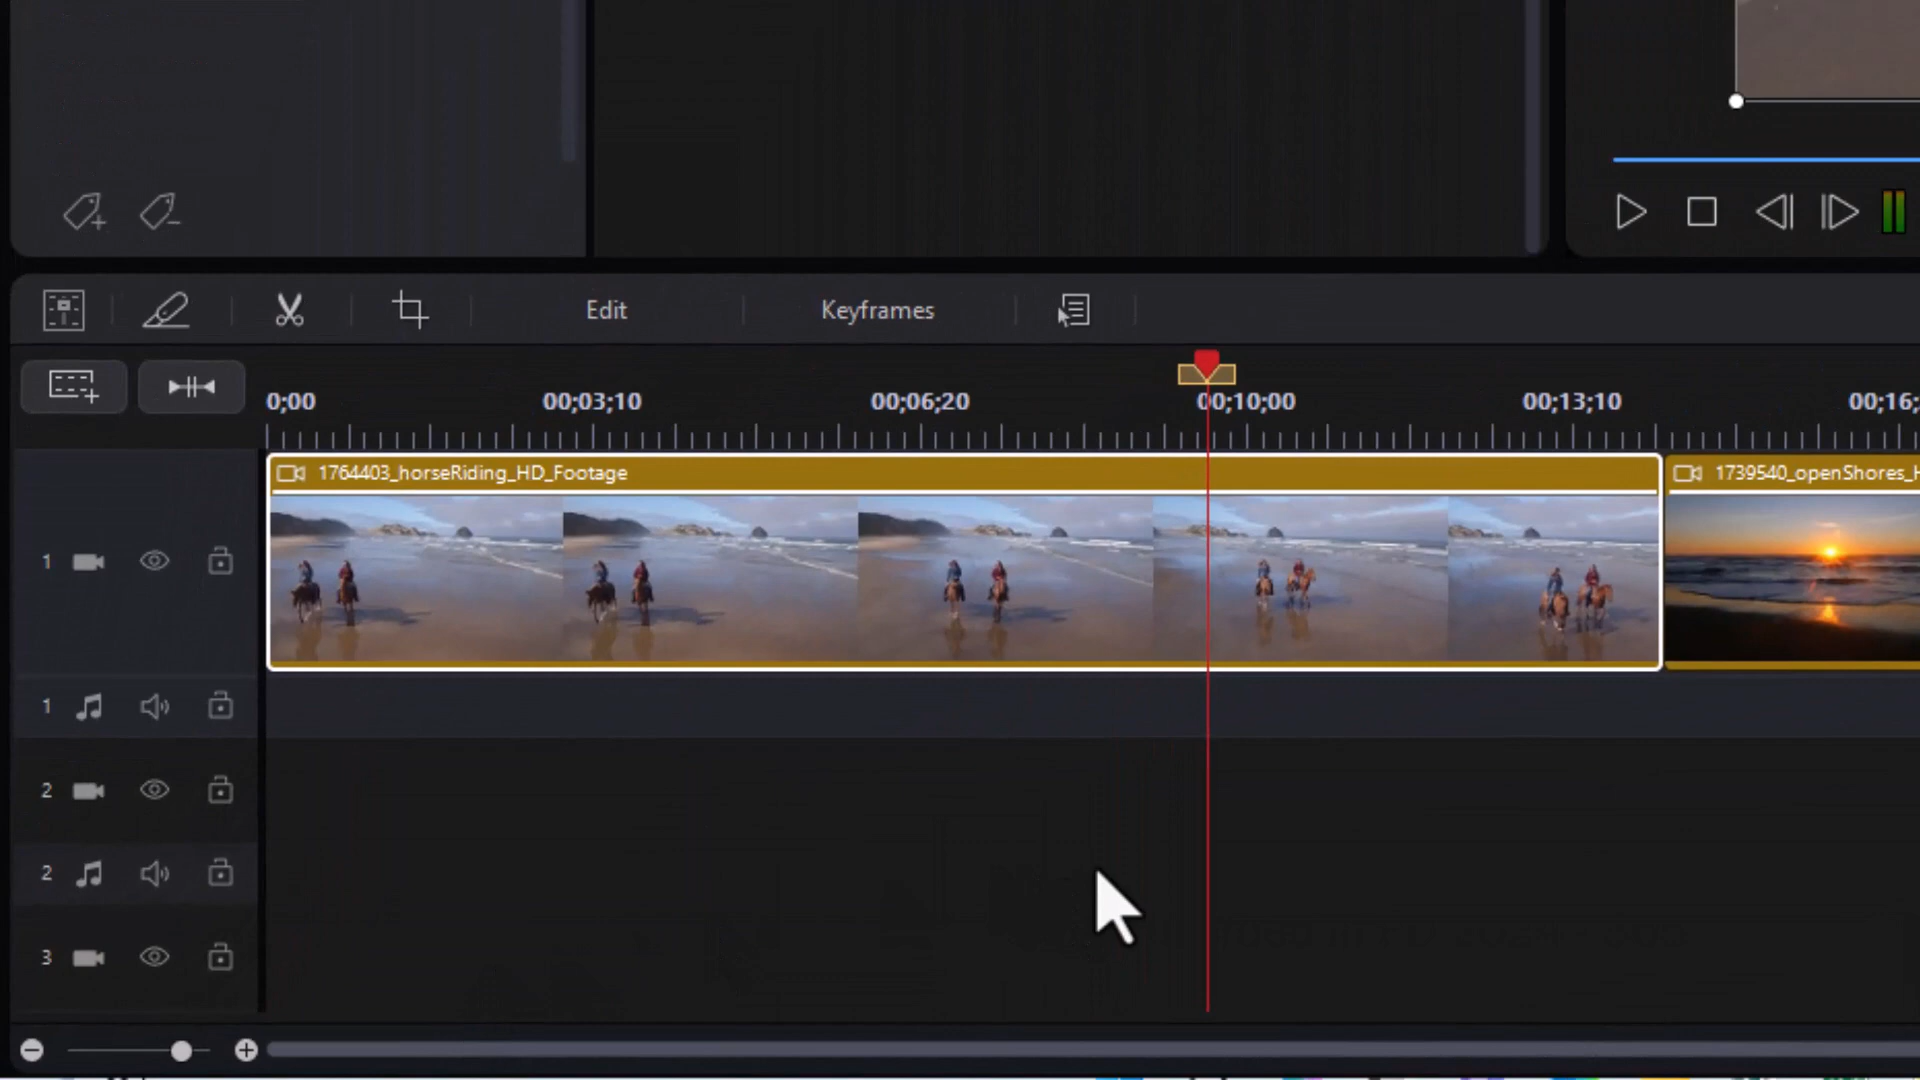 Edit Keyframes
0;00 00;03;10 00;06;20 00;10;00 00;13;10 00;16;
1764403_horseRiding_HD_Footage 1739540_openShores_H
1
1
2
2
3